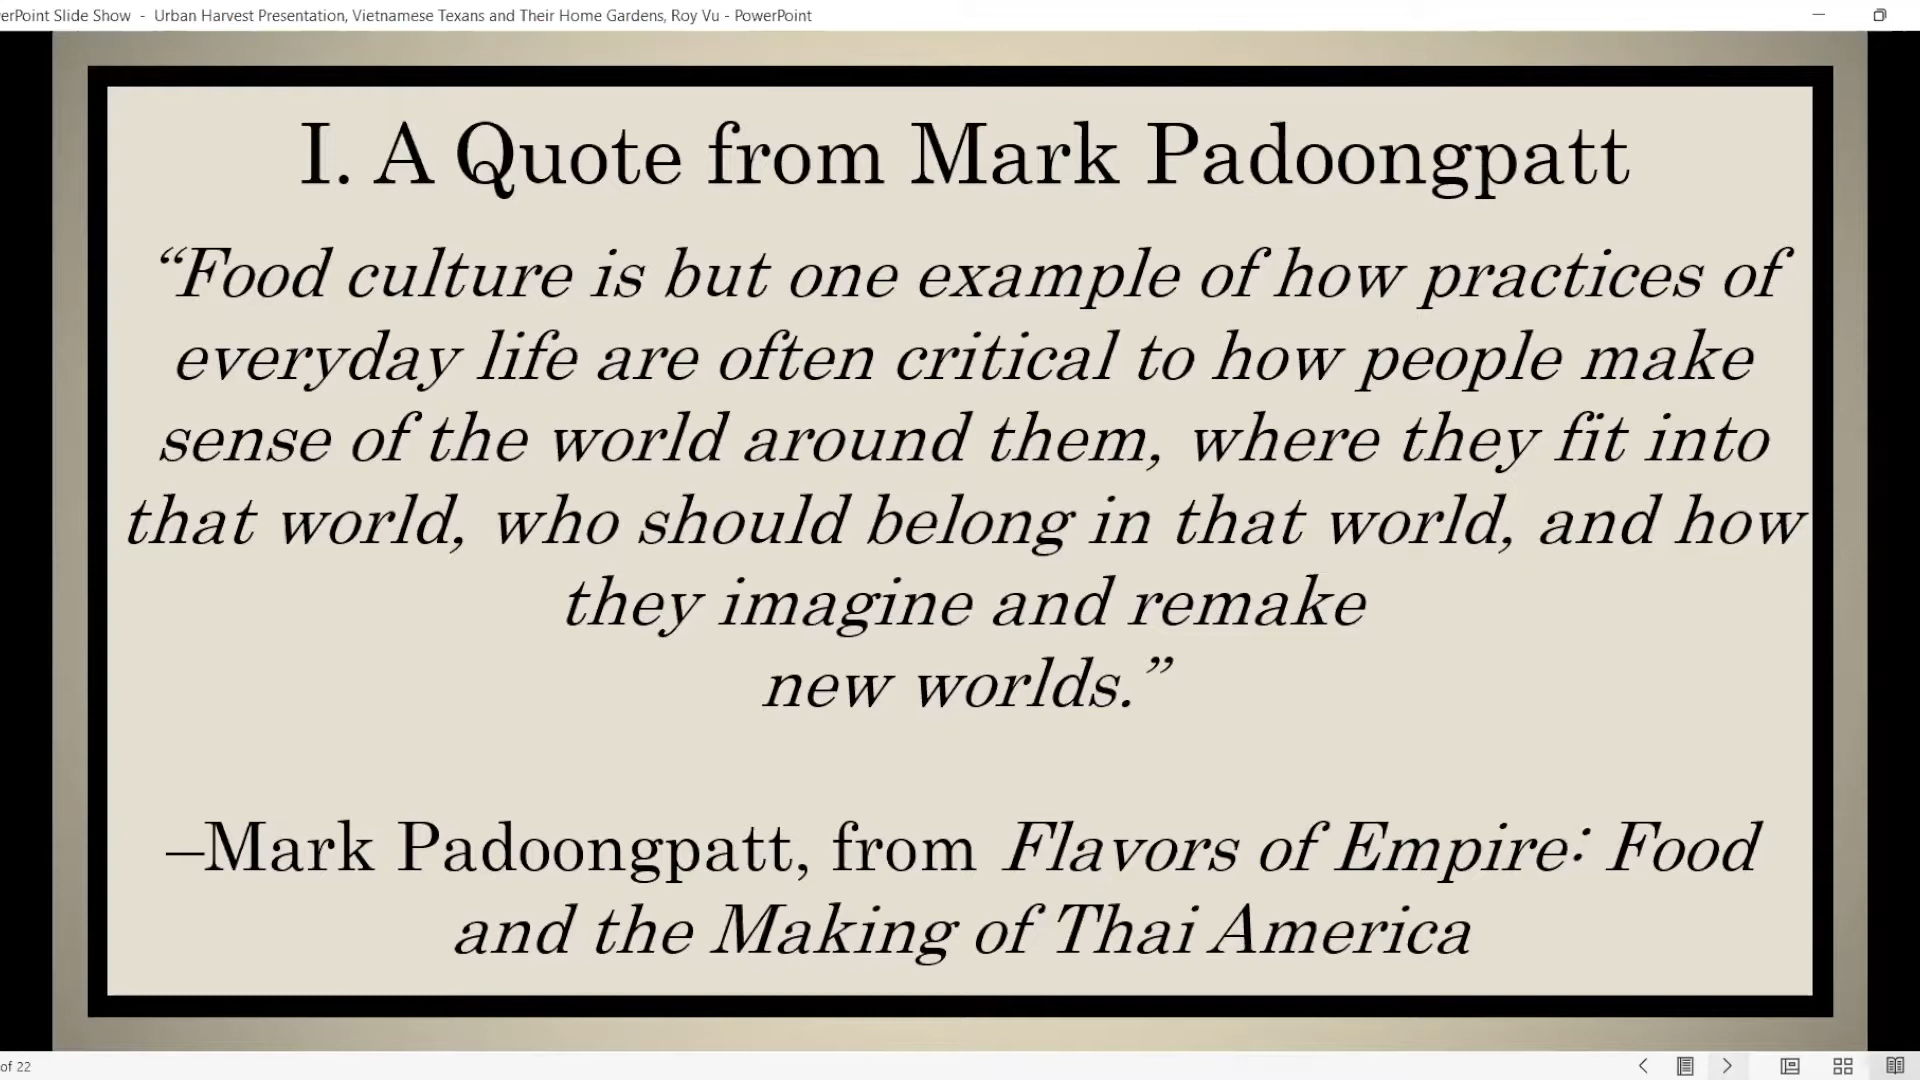 PowerPoint Slide Show - Urban Harvest Presentation, Vietnamese Texans and Their Home Gardens, Roy Vu - PowerPoint
I. A Quote from Mark Padoongpatt
“Food culture is but one example of how practices of
everyday life are often critical to how people make
sense of the world around them, where they fit into
that world, who should belong in that world, and how
they imagine and remake
new worlds.”
–Mark Padoongpatt, from Flavors of Empire: Food
and the Making of Thai America
of 22